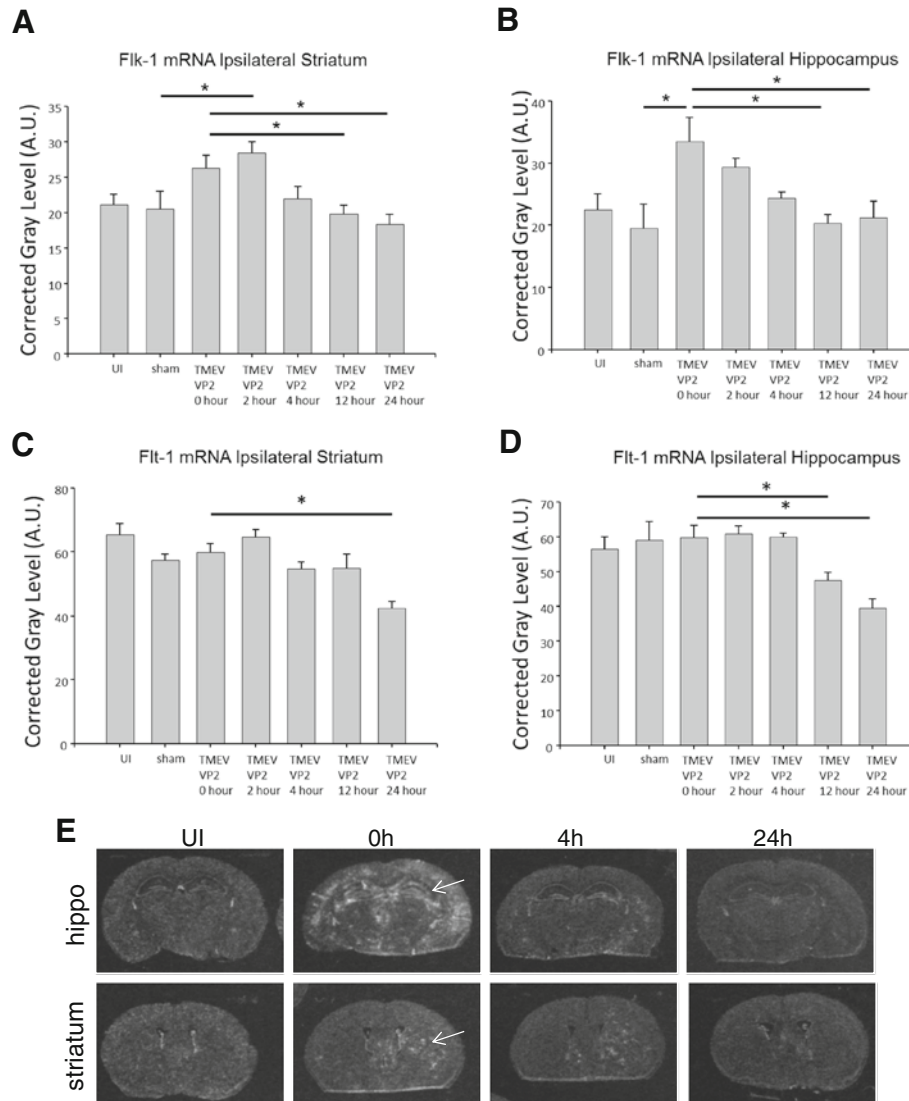 A
Flk-1 mRNA Ipsilateral Striatum
Corrected Gray Level (A.U.)
35
30
25
20
15
10
5
0
*
*
*
UI
sham
TMEV VP2 0 hour
TMEV VP2 2 hour
TMEV VP2 4 hour
TMEV VP2 12 hour
TMEV VP2 24 hour
B
Flk-1 mRNA Ipsilateral Hippocampus
Corrected Gray Level (A.U.)
40
30
20
10
0
*
*
*
UI
sham
TMEV VP2 0 hour
TMEV VP2 2 hour
TMEV VP2 4 hour
TMEV VP2 12 hour
TMEV VP2 24 hour
C
Flt-1 mRNA Ipsilateral Striatum
Corrected Gray Level (A.U.)
80
60
40
20
0
*
UI
sham
TMEV VP2 0 hour
TMEV VP2 2 hour
TMEV VP2 4 hour
TMEV VP2 12 hour
TMEV VP2 24 hour
D
Flt-1 mRNA Ipsilateral Hippocampus
Corrected Gray Level (A.U.)
70
60
50
40
30
20
10
0
*
*
UI
sham
TMEV VP2 0 hour
TMEV VP2 2 hour
TMEV VP2 4 hour
TMEV VP2 12 hour
TMEV VP2 24 hour
E
UI
0h
4h
24h
hippo
striatum